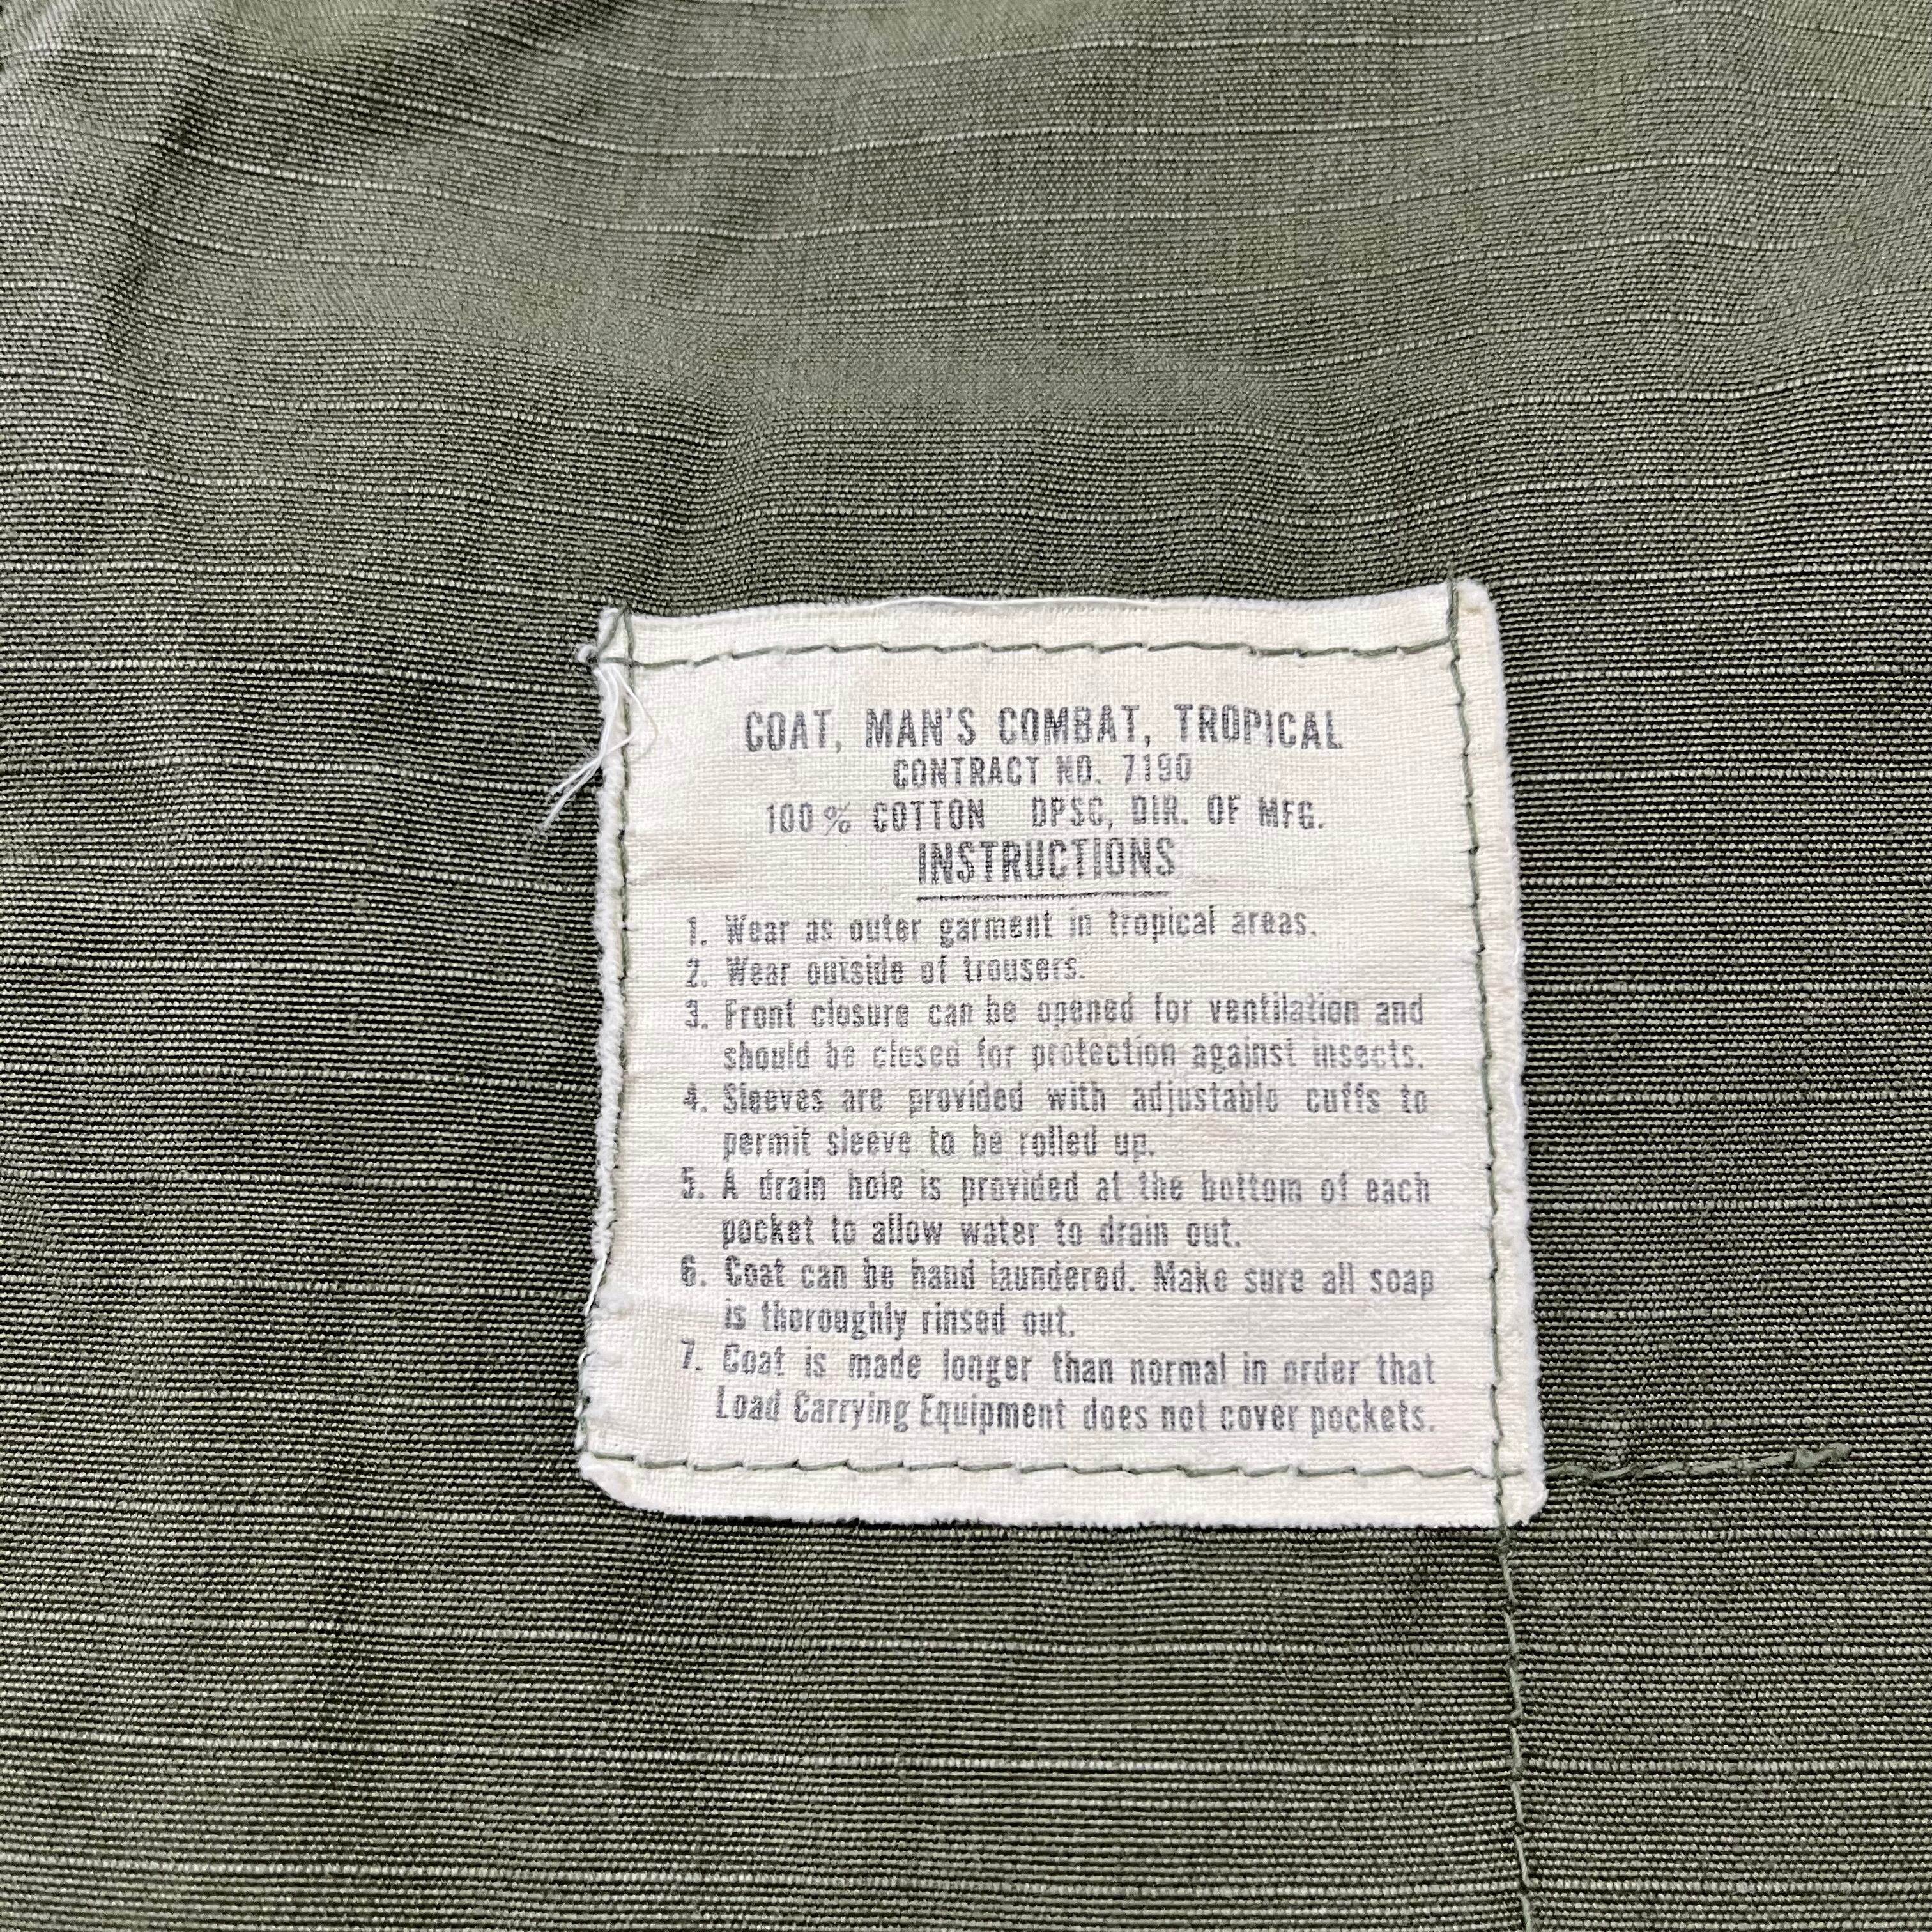 COAT, MAN'S COMBAT, TROPICAL
CONTRACT NO. 7190
100% COTTON DPSC, DIR. OF MFG.
INSTRUCTIONS
1. Wear as outer garment in tropical areas.
2. Wear outside of trousers.
3. Front closure can be opened for ventilation and
should be closed for protection against insects.
4. Sleeves are provided with adjustable cuffs to
permit sleeve to be rolled up.
5. A drain hole is provided at the bottom of each
pocket to allow water to drain out.
6. Coat can be hand laundered. Make sure all soap
is thoroughly rinsed out.
7. Coat is made longer than normal in order that
Load Carrying Equipment does not cover pockets.